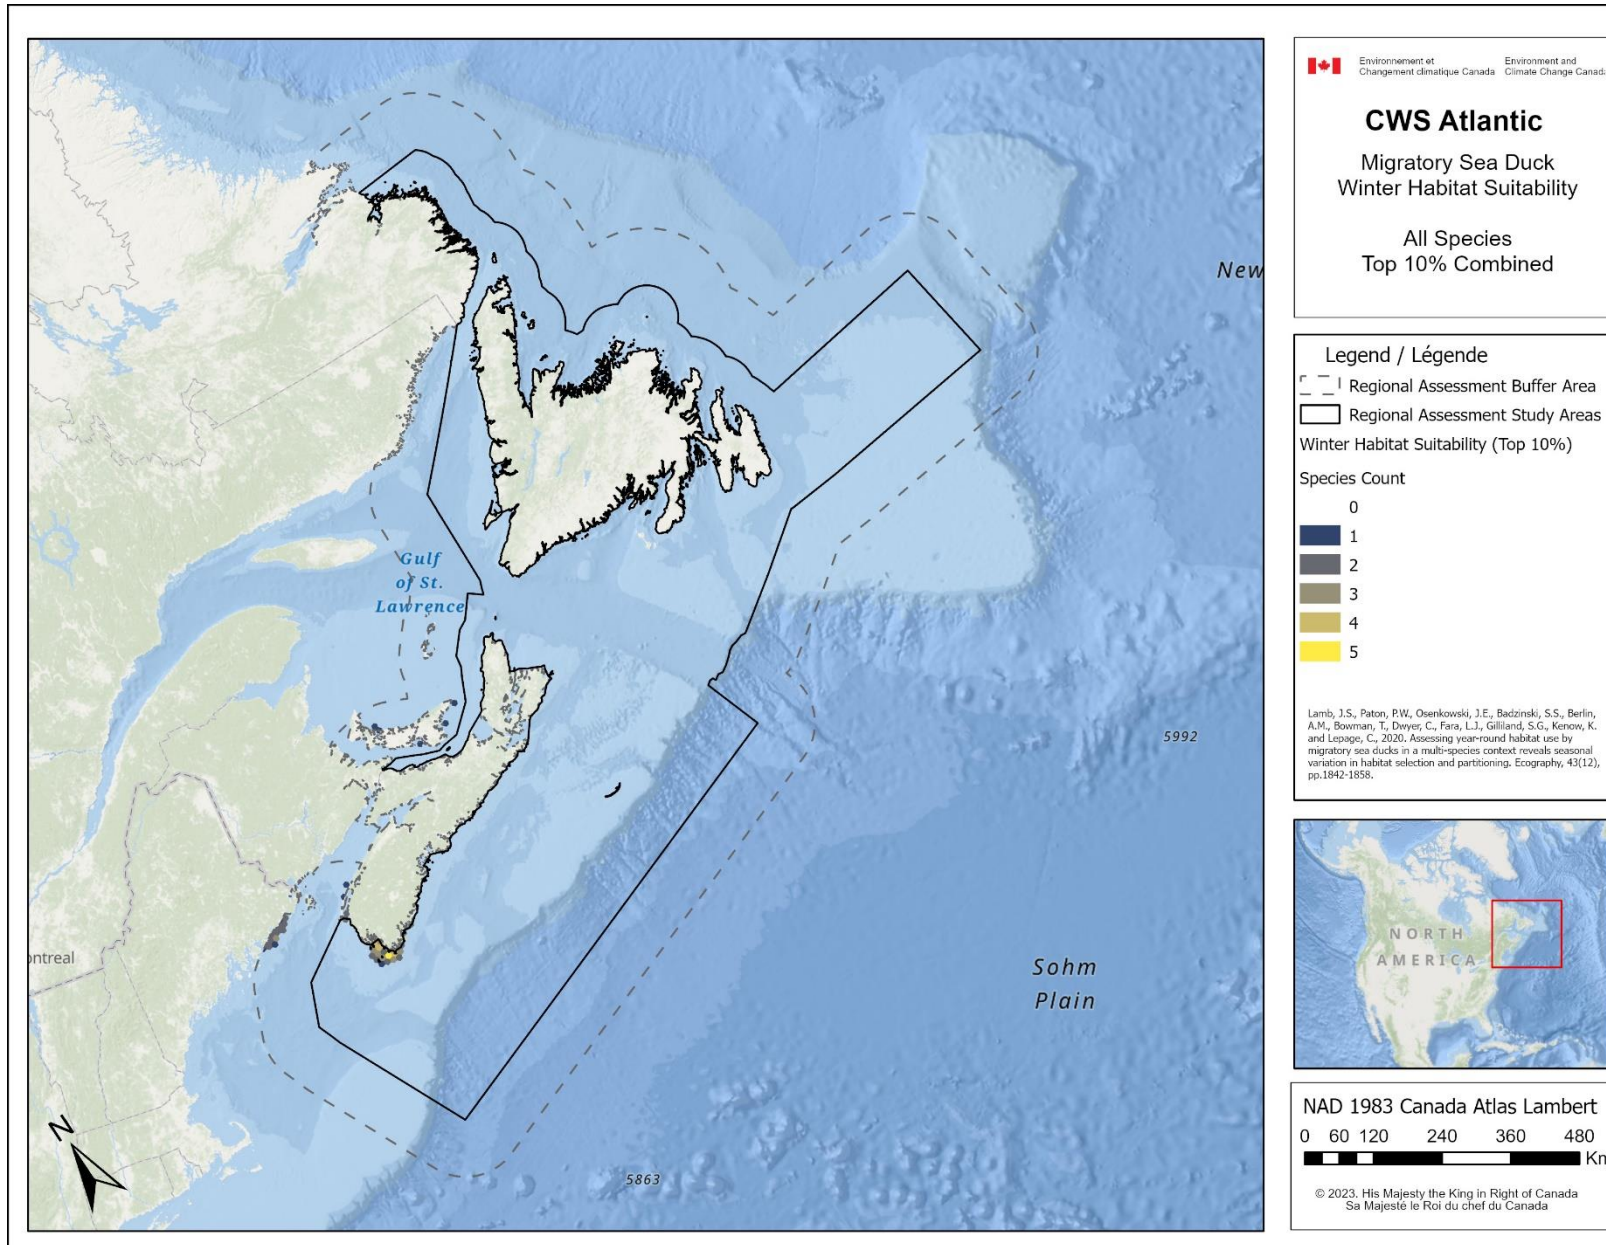 New
Gulf
of St.
Lawrence
5992
ontreal
Sohm
Plain
5863
N
Environnement et
Changement climatique Canada
Environment and
Climate Change Canada
CWS Atlantic
Migratory Sea Duck
Winter Habitat Suitability
All Species
Top 10% Combined
Legend / Légende
Regional Assessment Buffer Area
Regional Assessment Study Areas
Winter Habitat Suitability (Top 10%)
Species Count
0
1
2
3
4
5
Lamb, J.S., Paton, P.W., Osenkowski, J.E., Badzinski, S.S., Berlin,
A.M., Bowman, T., Dwyer, C., Fara, L.J., Gilliland, S.G., Kenow, K.
and Lepage, C., 2020. Assessing year-round habitat use by
migratory sea ducks in a multi-species context reveals seasonal
variation in habitat selection and partitioning. Ecography, 43(12),
pp.1842-1858.
NORTH
AMERICA
NAD 1983 Canada Atlas Lambert
0 60 120 240 360 480
Km
© 2023. His Majesty the King in Right of Canada
Sa Majesté le Roi du chef du Canada